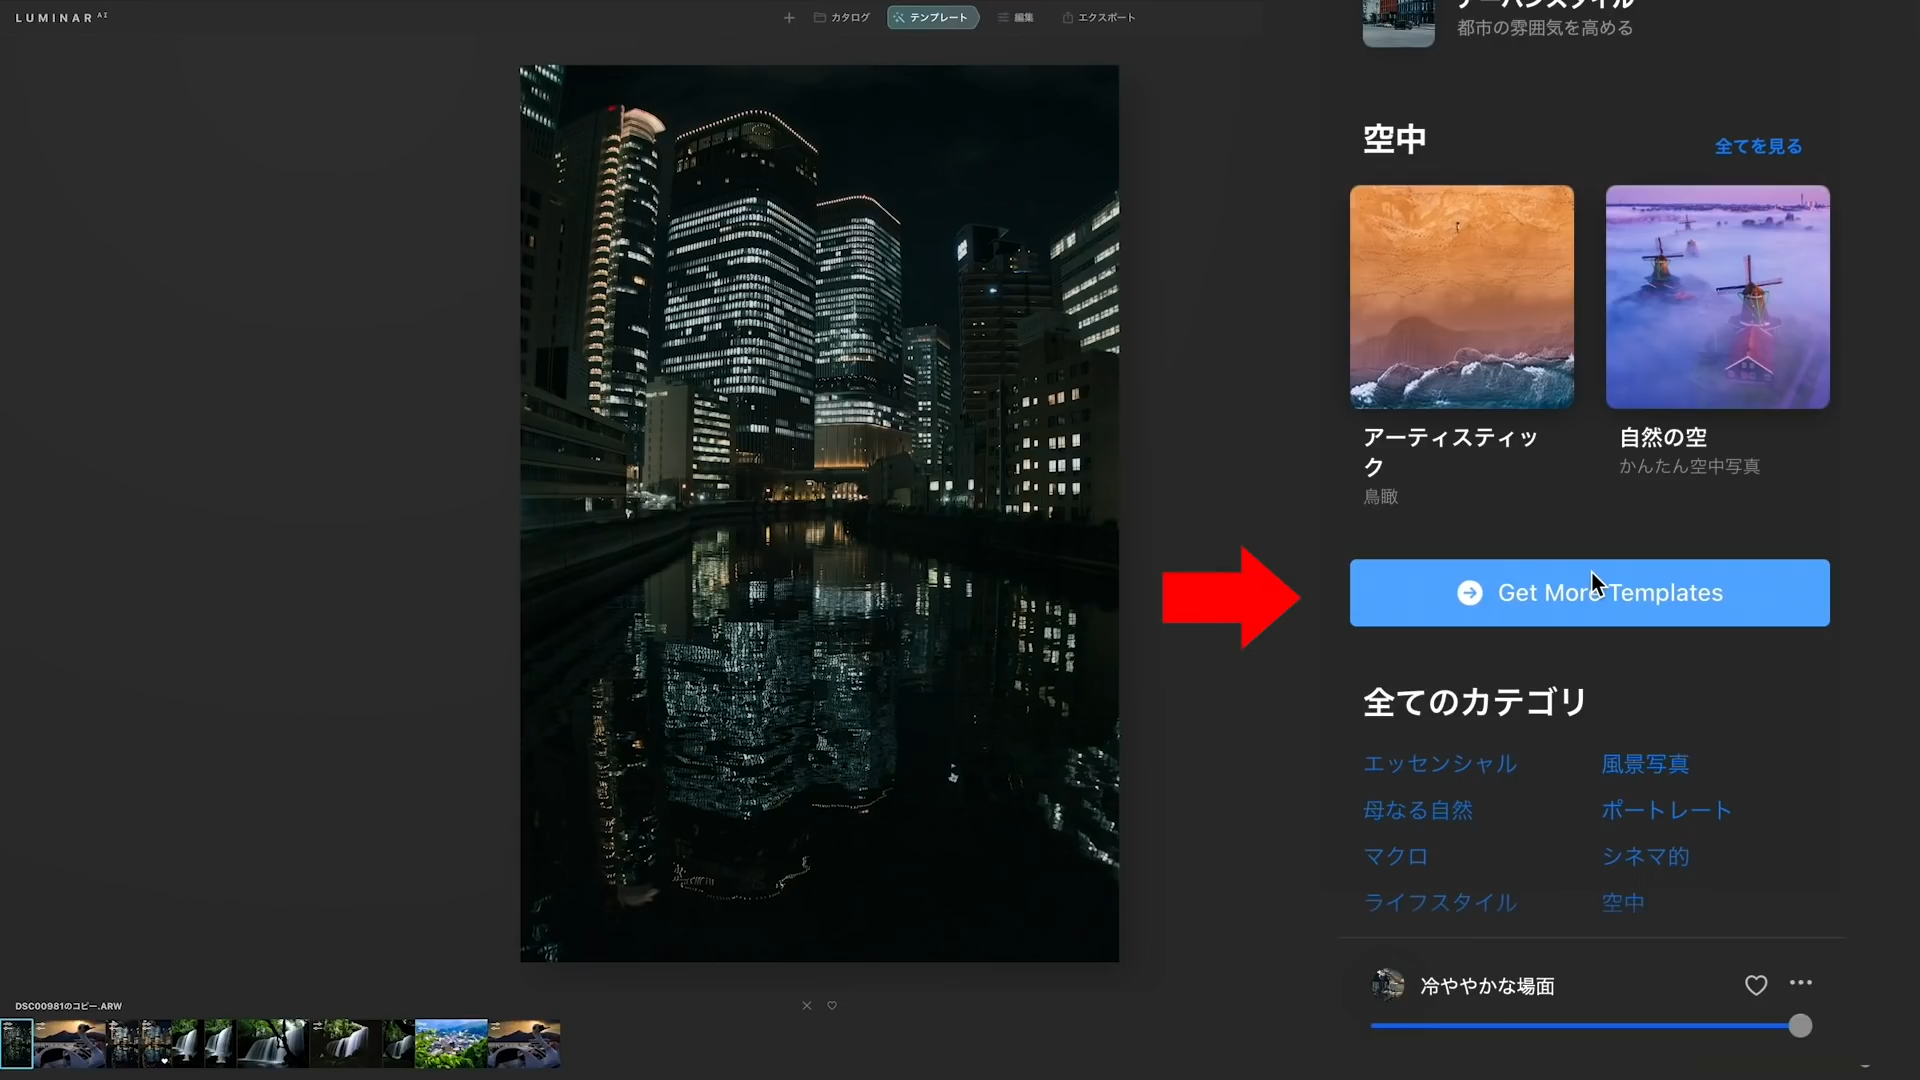 LUMINAR AI
カタログ
テンプレート
編集
エクスポート
都市の雰囲気を高める
空中
全てを見る
アーティスティッ
ク
鳥瞰
自然の空
かんたん空中写真
Get More Templates
全てのカテゴリ
エッセンシャル
風景写真
母なる自然
ポートレート
マクロ
シネマ的
ライフスタイル
空中
冷ややかな場面
DSC00981のコピー.ARW